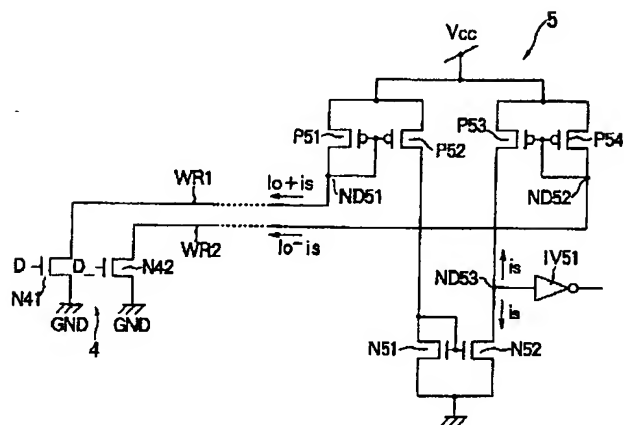 Vcc
5
P51
P52
P53
P54
WR1
Io+is
ND51
ND52
WR2
Io-is
D
D_
N42
N41
GND
GND
4
ND53
is
is
IV51
N51
N52